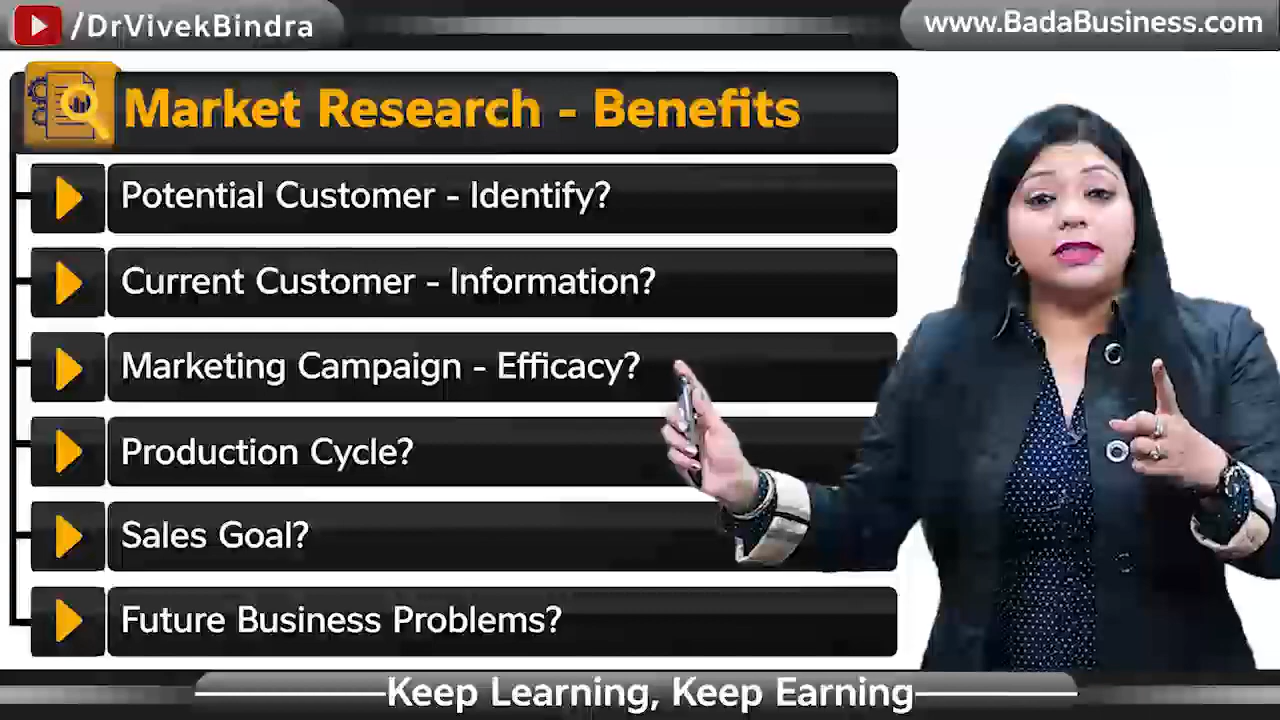 /DrVivekBindra
www.BadaBusiness.com
Market Research - Benefits
Potential Customer - Identify?
Current Customer - Information?
Marketing Campaign - Efficacy?
Production Cycle?
Sales Goal?
Future Business Problems?
Keep Learning, Keep Earning